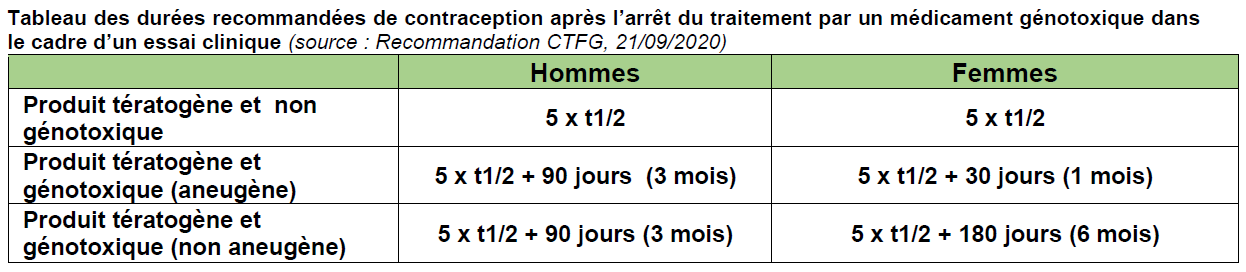 Tableau des durées recommandées de contraception après l’arrêt du traitement par un médicament génotoxique dans
le cadre d’un essai clinique (source : Recommandation CTFG, 21/09/2020)
Hommes Femmes
Produit tératogène et non
génotoxique
5 x t1/2 5 x t1/2
Produit tératogène et
génotoxique (aneugène)
5 x t1/2 + 90 jours (3 mois) 5 x t1/2 + 30 jours (1 mois)
Produit tératogène et
génotoxique (non aneugène)
5 x t1/2 + 90 jours (3 mois) 5 x t1/2 + 180 jours (6 mois)